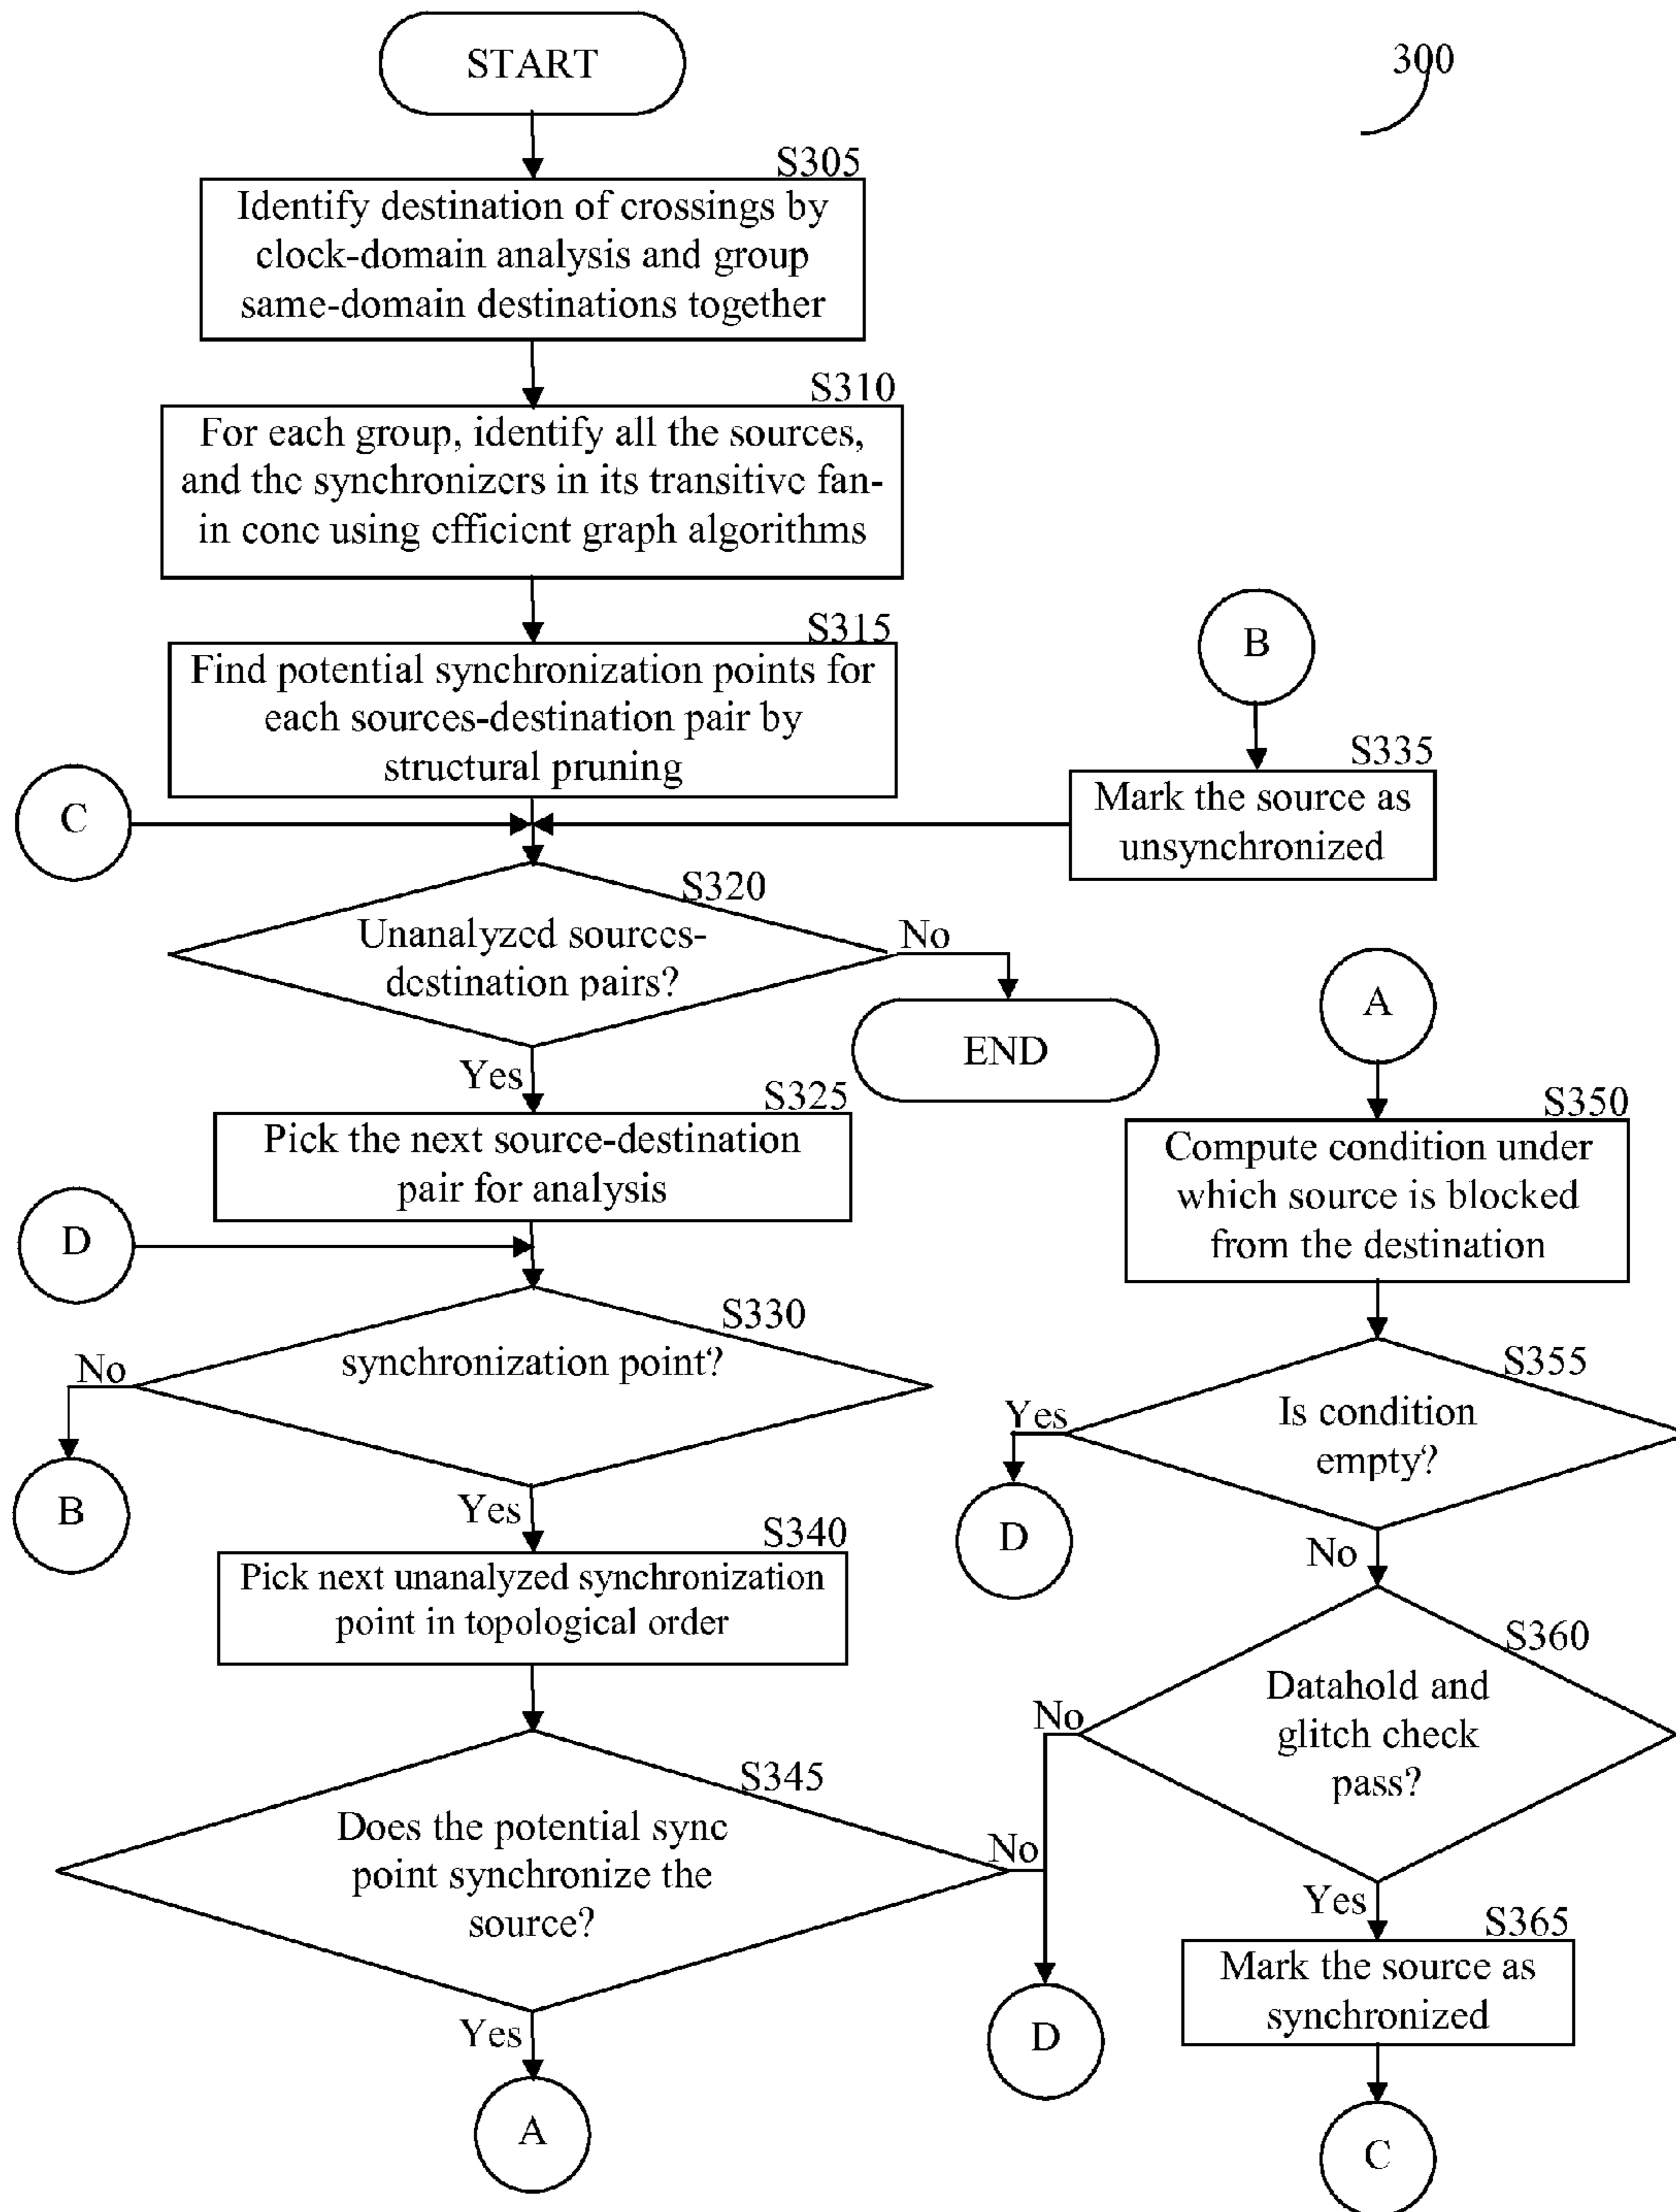 START
300
S305
Identify destination of crossings by
clock-domain analysis and group
same-domain destinations together
S310
For each group, identify all the sources,
and the synchronizers in its transitive fan-
in cone using efficient graph algorithms
S315
Find potential synchronization points for
each sources-destination pair by
structural pruning
B
S335
Mark the source as
unsynchronized
C
S320
Unanalyzed sources-
destination pairs?
No
END
Yes
S325
Pick the next source-destination
pair for analysis
D
S330
synchronization point?
No
B
Yes
S340
Pick next unanalyzed synchronization
point in topological order
S345
Does the potential sync
point synchronize the
source?
No
D
Yes
A
A
S350
Compute condition under
which source is blocked
from the destination
S355
Is condition
empty?
Yes
D
No
S360
Datahold and
glitch check
pass?
No
Yes
S365
Mark the source as
synchronized
C